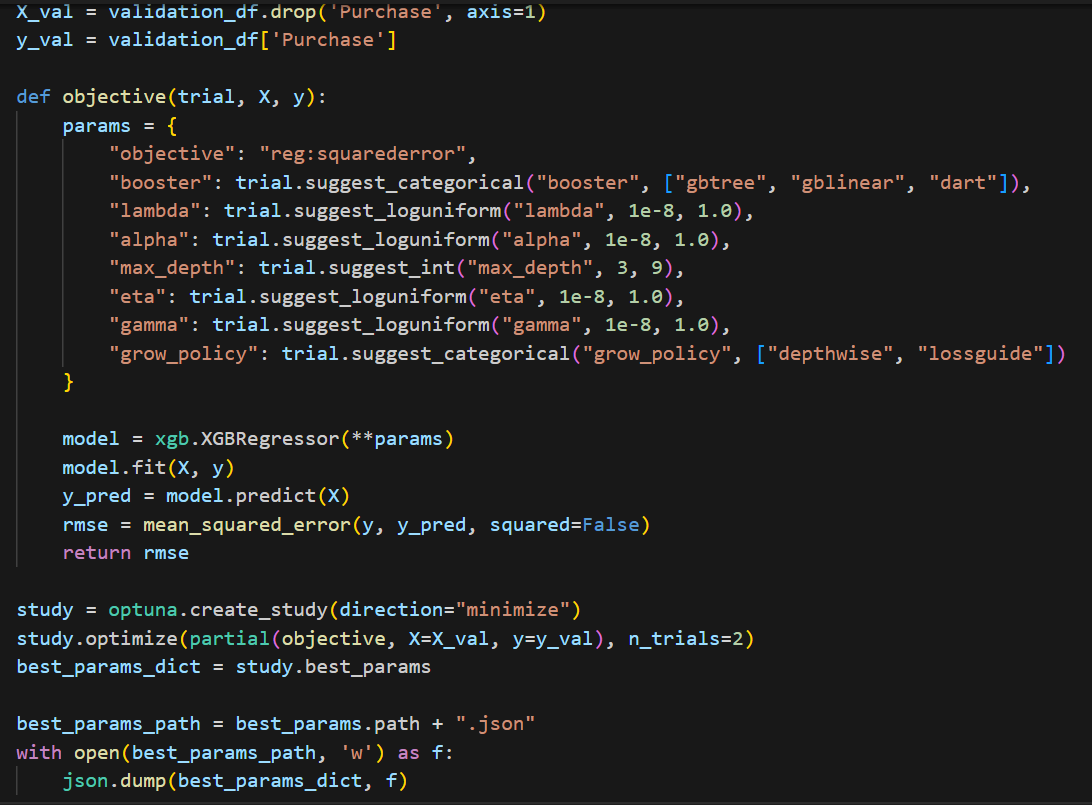 X_val = validation_df.drop('Purchase', axis=1)
y_val = validation_df['Purchase']

def objective(trial, X, y):
    params = {
        "objective": "reg:squarederror",
        "booster": trial.suggest_categorical("booster", ["gbtree", "gblinear", "dart"]),
        "lambda": trial.suggest_loguniform("lambda", 1e-8, 1.0),
        "alpha": trial.suggest_loguniform("alpha", 1e-8, 1.0),
        "max_depth": trial.suggest_int("max_depth", 3, 9),
        "eta": trial.suggest_loguniform("eta", 1e-8, 1.0),
        "gamma": trial.suggest_loguniform("gamma", 1e-8, 1.0),
        "grow_policy": trial.suggest_categorical("grow_policy", ["depthwise", "lossguide"])
    }

    model = xgb.XGBRegressor(**params)
    model.fit(X, y)
    y_pred = model.predict(X)
    rmse = mean_squared_error(y, y_pred, squared=False)
    return rmse

study = optuna.create_study(direction="minimize")
study.optimize(partial(objective, X=X_val, y=y_val), n_trials=2)
best_params_dict = study.best_params

best_params_path = best_params.path + ".json"
with open(best_params_path, 'w') as f:
    json.dump(best_params_dict, f)